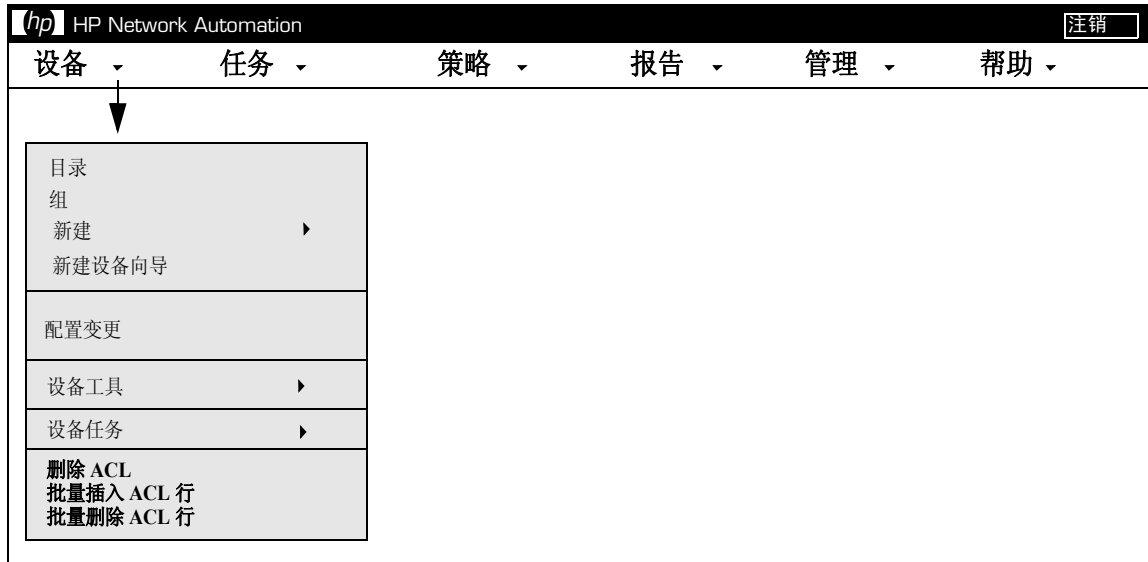 hp HP Network Automation 注销
设备 任务 策略 报告 管理 帮助
目录
组
新建
新建设备向导
配置变更
设备工具
设备任务
删除 ACL
批量插入 ACL 行
批量删除 ACL 行